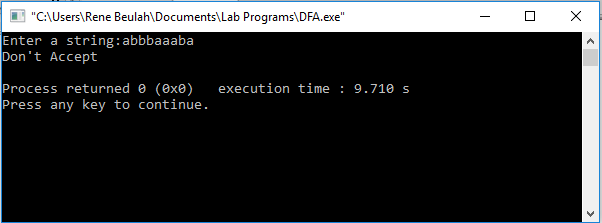 "C:\Users\Rene Beulah\Documents\Lab Programs\DFA.exe"
Enter a string:abbbaaaba
Don't Accept
Process returned 0 (0x0)   execution time : 9.710 s
Press any key to continue.